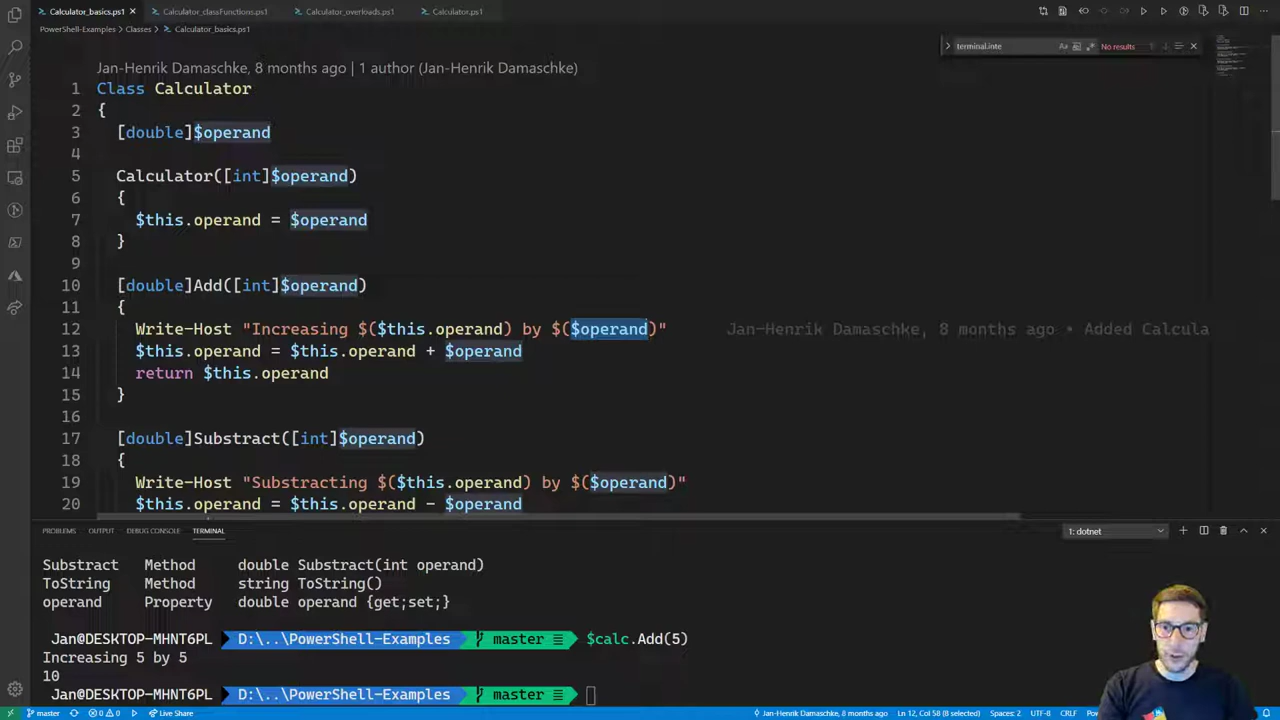 Calculator_basics.ps1 Calculator_classFunctions.ps1 Calculator_overloads.ps1 Calculator.ps1
PowerShell-Examples > Classes > Calculator_basics.ps1
terminal.inte Aa No results
Jan-Henrik Damaschke, 8 months ago | 1 author (Jan-Henrik Damaschke)
1 Class Calculator
2 {
3 [double]$operand
4
5 Calculator([int]$operand)
6 {
7 $this.operand = $operand
8 }
9
10 [double]Add([int]$operand)
11 {
12 Write-Host "Increasing $($this.operand) by $($operand)" Jan-Henrik Damaschke, 8 months ago • Added Calcula
13 $this.operand = $this.operand + $operand
14 return $this.operand
15 }
16
17 [double]Substract([int]$operand)
18 {
19 Write-Host "Substracting $($this.operand) by $($operand)"
20 $this.operand = $this.operand - $operand
PROBLEMS OUTPUT DEBUG CONSOLE TERMINAL 1: dotnet
Substract Method double Substract(int operand)
ToString Method string ToString()
operand Property double operand {get;set;}
Jan@DESKTOP-MHNT6PL D:\..\PowerShell-Examples master ≡ $calc.Add(5)
Increasing 5 by 5
10
Jan@DESKTOP-MHNT6PL D:\..\PowerShell-Examples master ≡
master 0 0 Live Share Jan-Henrik Damaschke, 8 months ago Ln 12, Col 58 (8 selected) Spaces: 2 UTF-8 CRLF